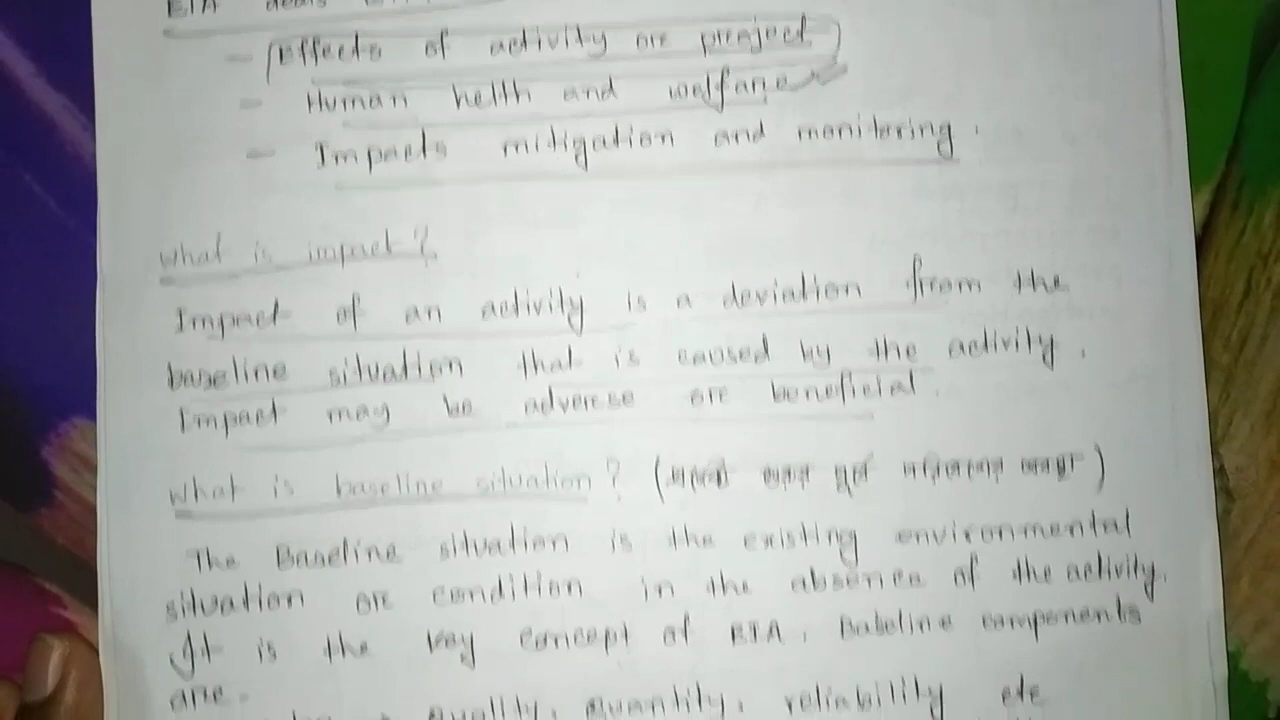 EIA deals
- Effects of activity or preoject
- Human helth and welfare
- Impacts mitigation and monitoring.
What is impact?
Impact of an activity is a deviation from the
baseline situation that is caused by the activity.
Impact may be adverse or beneficial.
What is baseline situation? (
The Baseline situation is the existing environmental
situation or condition in the absence of the activity.
It is the key concept of EIA. Baseline components
are -
quality, quantity, reliability etc